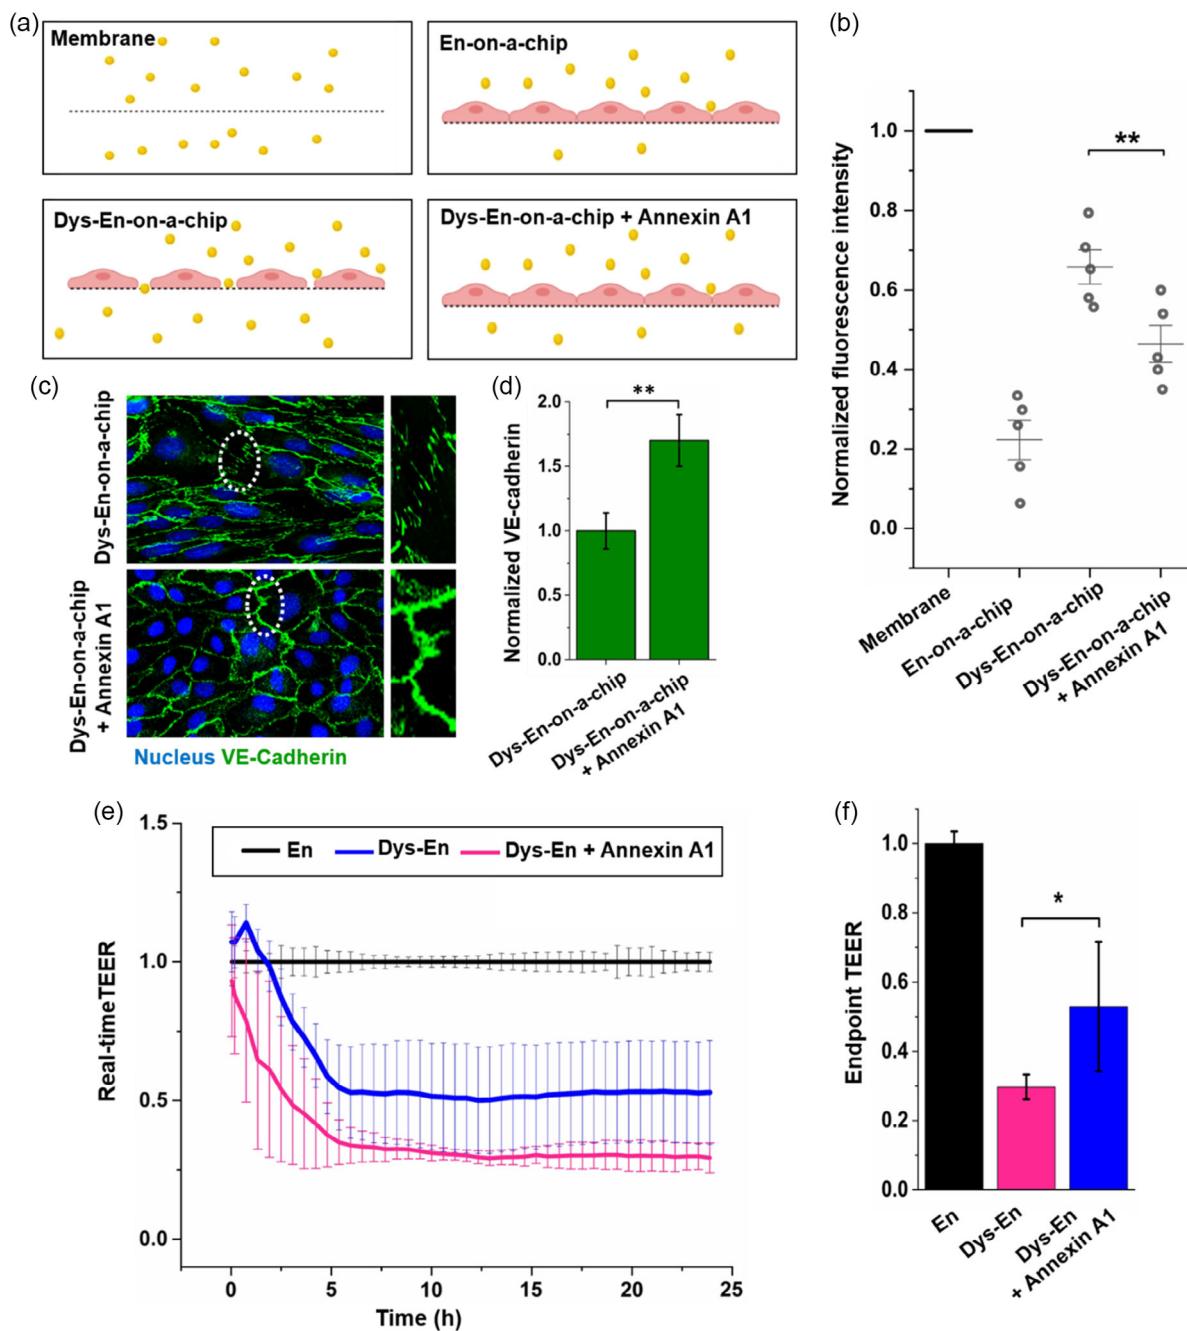 (a)
Membrane
En-on-a-chip
Dys-En-on-a-chip
Dys-En-on-a-chip + Annexin A1
(b)
Normalized fluorescence intensity
1.0
0.8
0.6
0.4
0.2
0.0
**
Membrane
En-on-a-chip
Dys-En-on-a-chip
Dys-En-on-a-chip
+ Annexin A1
(c)
Dys-En-on-a-chip
Dys-En-on-a-chip
+ Annexin A1
Nucleus VE-Cadherin
(d)
Normalized VE-cadherin
2.0
1.5
1.0
0.5
0.0
**
Dys-En-on-a-chip
Dys-En-on-a-chip
+ Annexin A1
(e)
Real-timeTEER
1.5
1.0
0.5
0.0
En Dys-En Dys-En + Annexin A1
0 5 10 15 20 25
Time (h)
(f)
Endpoint TEER
1.0
0.8
0.6
0.4
0.2
0.0
*
En
Dys-En
Dys-En
+ Annexin A1